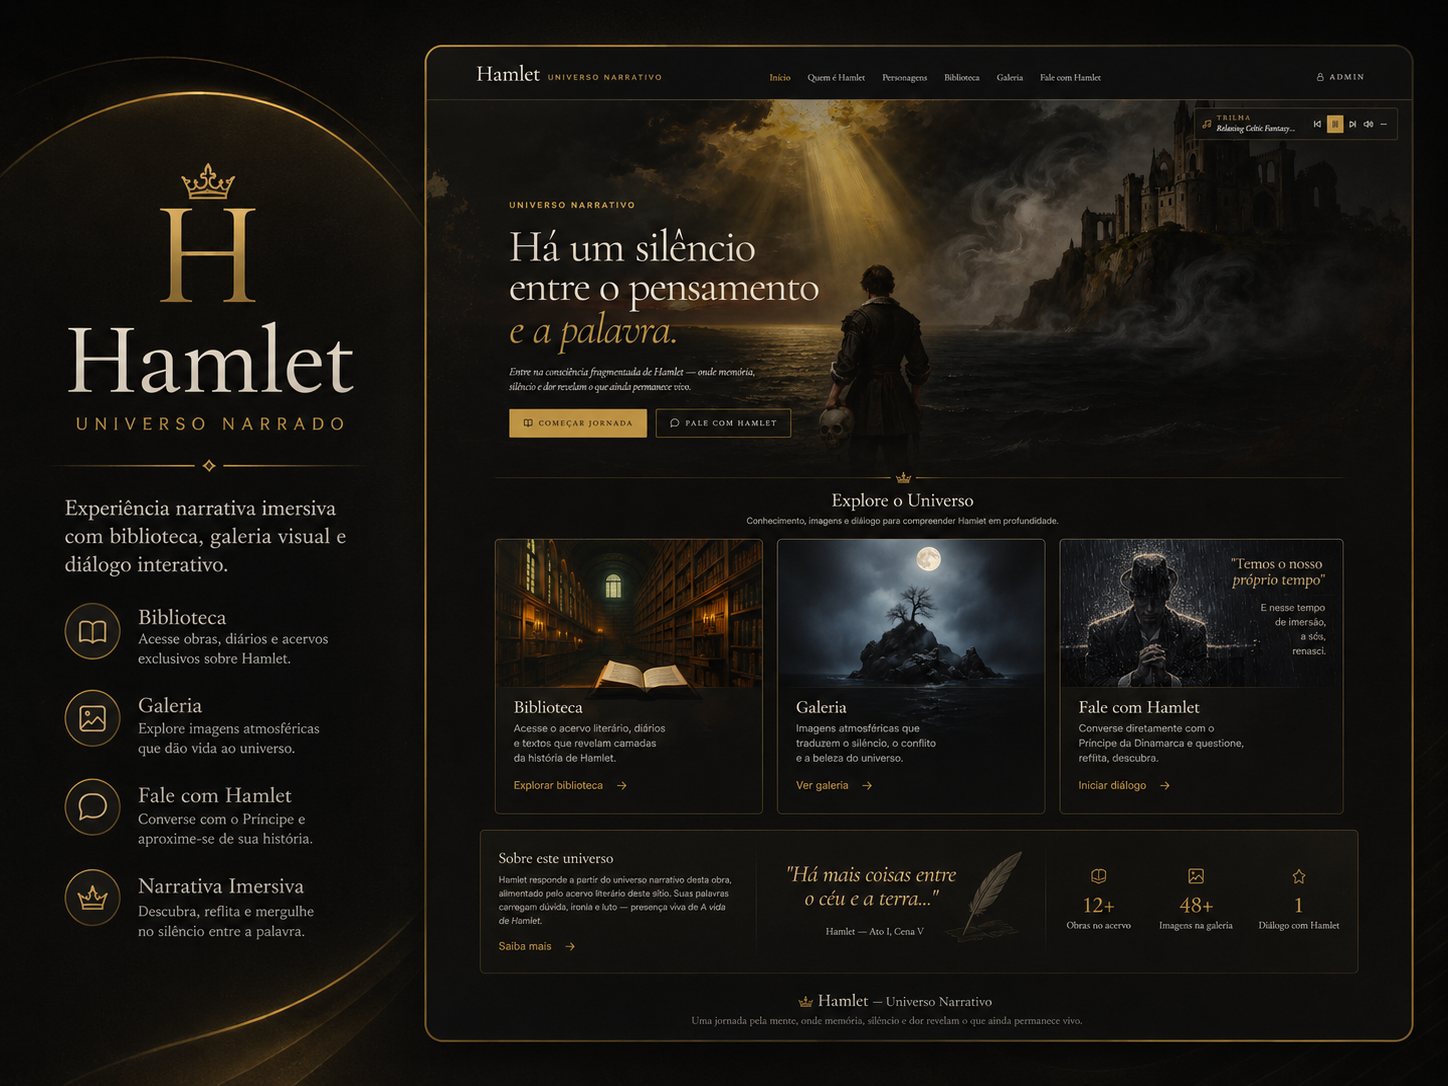 H
Hamlet
UNIVERSO NARRADO
Experiência narrativa imersiva
com biblioteca, galeria visual e
diálogo interativo.
Biblioteca
Acesse obras, diários e acervos
exclusivos sobre Hamlet.
Galeria
Explore imagens atmosféricas
que dão vida ao universo.
Fale com Hamlet
Converse com o Príncipe e
aproxime-se de sua história.
Narrativa Imersiva
Descubra, reflita e mergulhe
no silêncio entre a palavra.
Hamlet UNIVERSO NARRATIVO
Início Quem é Hamlet Personagens Biblioteca Galeria Fale com Hamlet
ADMIN
TRILHA
Relaxing Celtic Fantasy...
UNIVERSO NARRATIVO
Há um silêncio
entre o pensamento
e a palavra.
Entre na consciência fragmentada de Hamlet — onde memória,
silêncio e dor revelam o que ainda permanece vivo.
COMEÇAR JORNADA
PALE COM HAMLET
Explore o Universo
Conhecimento, imagens e diálogo para compreender Hamlet em profundidade.
Biblioteca
Acesse o acervo literário, diários
e textos que revelam camadas
da história de Hamlet.
Explorar biblioteca →
Galeria
Imagens atmosféricas que
traduzem o silêncio, o conflito
e a beleza do universo.
Ver galeria →
"Temos o nosso
próprio tempo"
E nesse tempo
de imersão,
a sós,
renasci.
Fale com Hamlet
Converse diretamente com o
Príncipe da Dinamarca e questione,
reflita, descubra.
Iniciar diálogo →
Sobre este universo
Hamlet responde a partir do universo narrativo desta obra,
alimentado pelo acervo literário deste sítio. Suas palavras
carregam dúvida, ironia e luto — presença viva de A vida
de Hamlet.
Saiba mais →
"Há mais coisas entre
o céu e a terra..."
Hamlet — Ato I, Cena V
12+
Obras no acervo
48+
Imagens na galeria
1
Diálogo com Hamlet
Hamlet — Universo Narrativo
Uma jornada pela mente, onde memória, silêncio e dor revelam o que ainda permanece vivo.